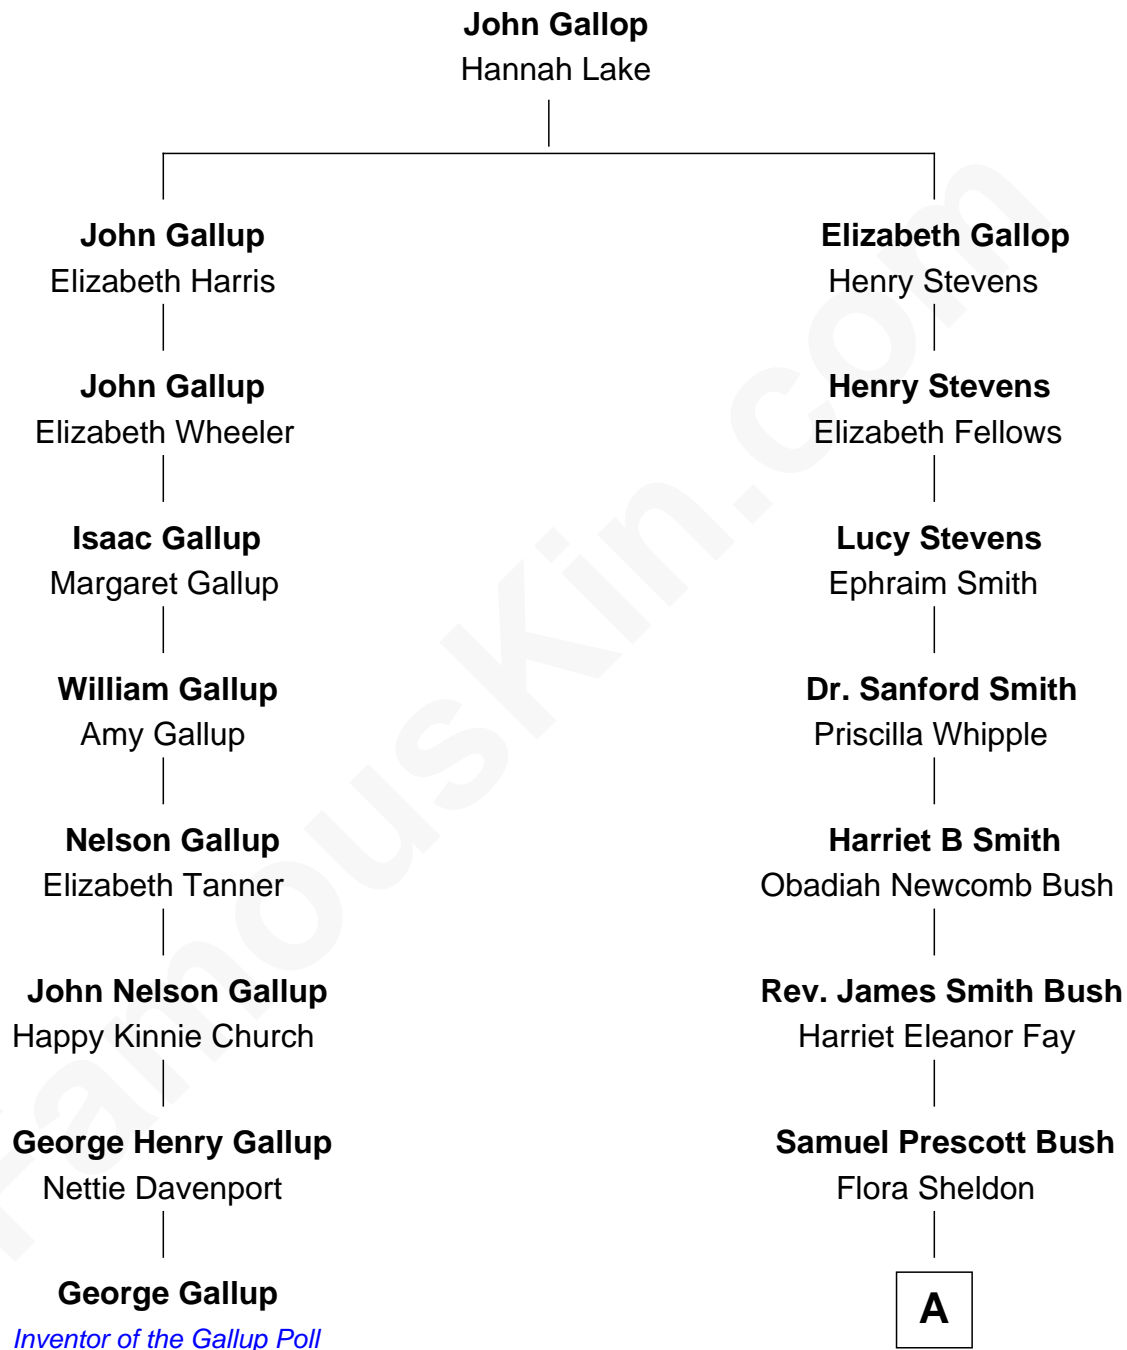 John Gallop
Hannah Lake
John Gallup
Elizabeth Harris
Elizabeth Gallop
Henry Stevens
John Gallup
Elizabeth Wheeler
Henry Stevens
Elizabeth Fellows
Isaac Gallup
Margaret Gallup
Lucy Stevens
Ephraim Smith
William Gallup
Amy Gallup
Dr. Sanford Smith
Priscilla Whipple
Nelson Gallup
Elizabeth Tanner
Harriet B Smith
Obadiah Newcomb Bush
John Nelson Gallup
Happy Kinnie Church
Rev. James Smith Bush
Harriet Eleanor Fay
George Henry Gallup
Nettie Davenport
Samuel Prescott Bush
Flora Sheldon
George Gallup
Inventor of the Gallup Poll
A
FamousKin.com